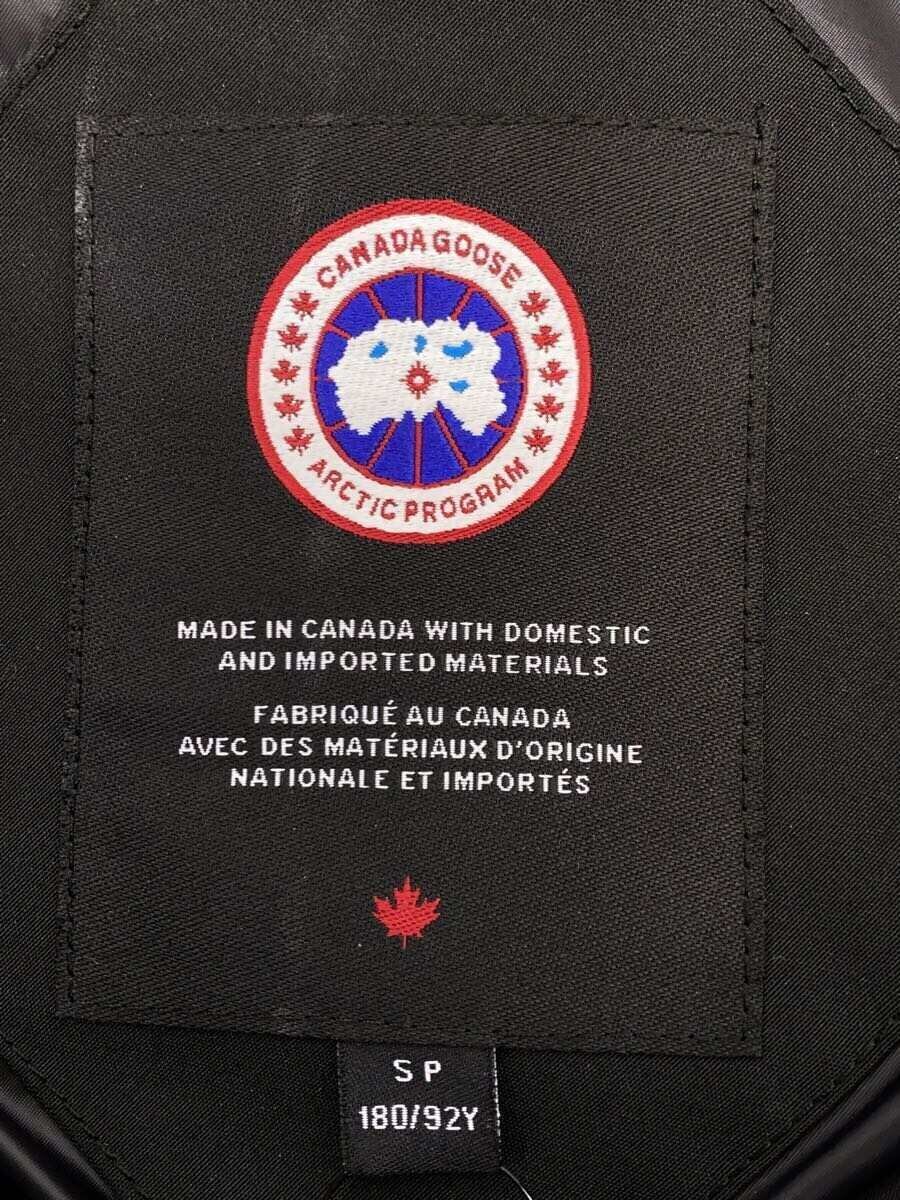 CANADA GOOSE
ARCTIC PROGRAM
MADE IN CANADA WITH DOMESTIC
AND IMPORTED MATERIALS
FABRIQUÉ AU CANADA
AVEC DES MATÉRIAUX D'ORIGINE
NATIONALE ET IMPORTÉS
S P
180/92Y